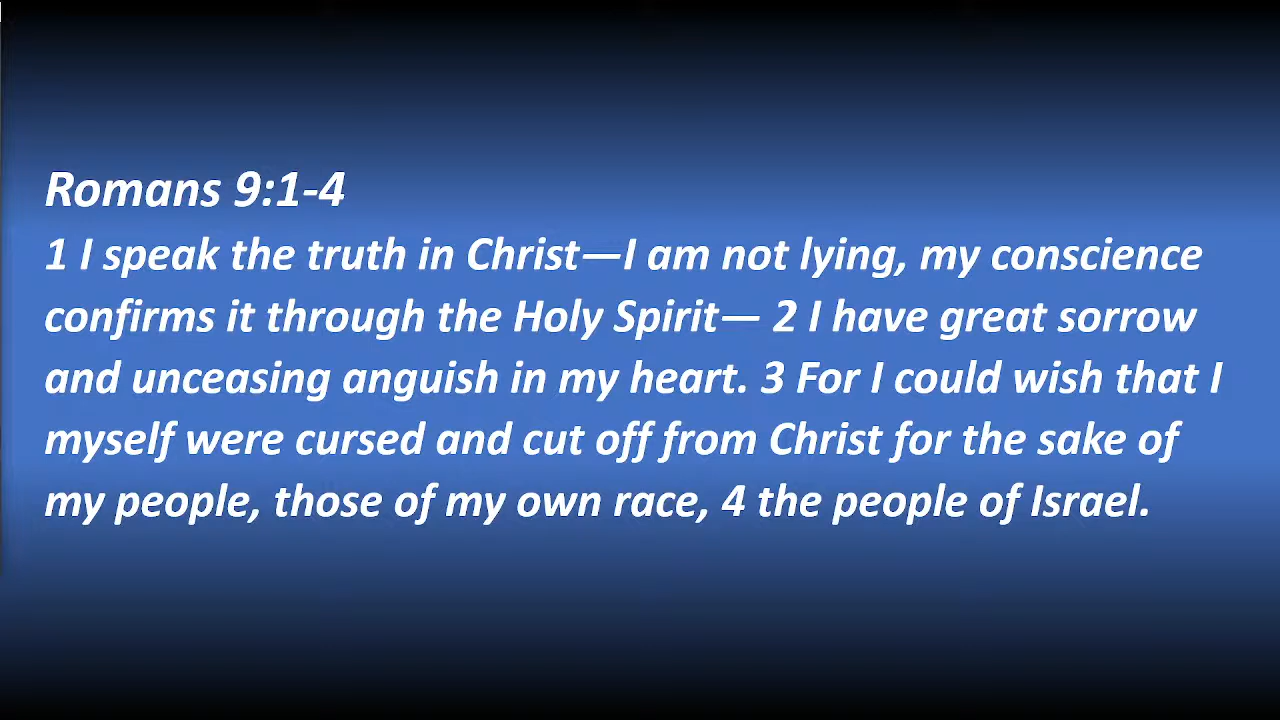 Romans 9:1-4
1 I speak the truth in Christ—I am not lying, my conscience
confirms it through the Holy Spirit— 2 I have great sorrow
and unceasing anguish in my heart. 3 For I could wish that I
myself were cursed and cut off from Christ for the sake of
my people, those of my own race, 4 the people of Israel.